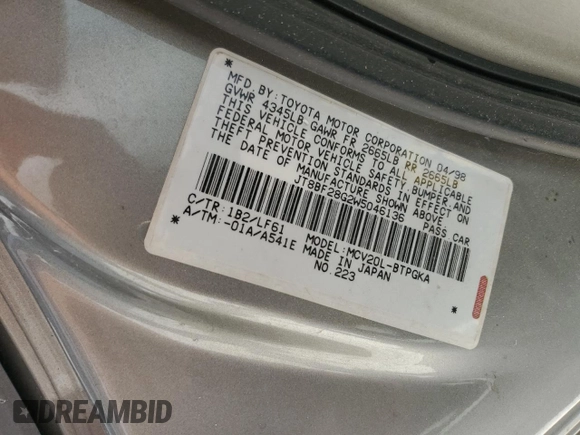 * MFD. BY: TOYOTA MOTOR CORPORATION 04/98
GVWR 4345LB GAWR FR 2665LB RR 2665LB
THIS VEHICLE CONFORMS TO ALL APPLICABLE
FEDERAL MOTOR VEHICLE SAFETY, BUMPER, AND
THEFT PREVENTION STANDARDS IN EFFECT ON
THE DATE OF MANUFACTURE SHOWN ABOVE
JT8BF28G2W5046136 PASS CAR
C/TR: 1B2/LF61 MODEL: MCV20L-BTPGKA
A/TM: -01A/A541E MADE IN JAPAN
* NO.223 *
DREAMBID